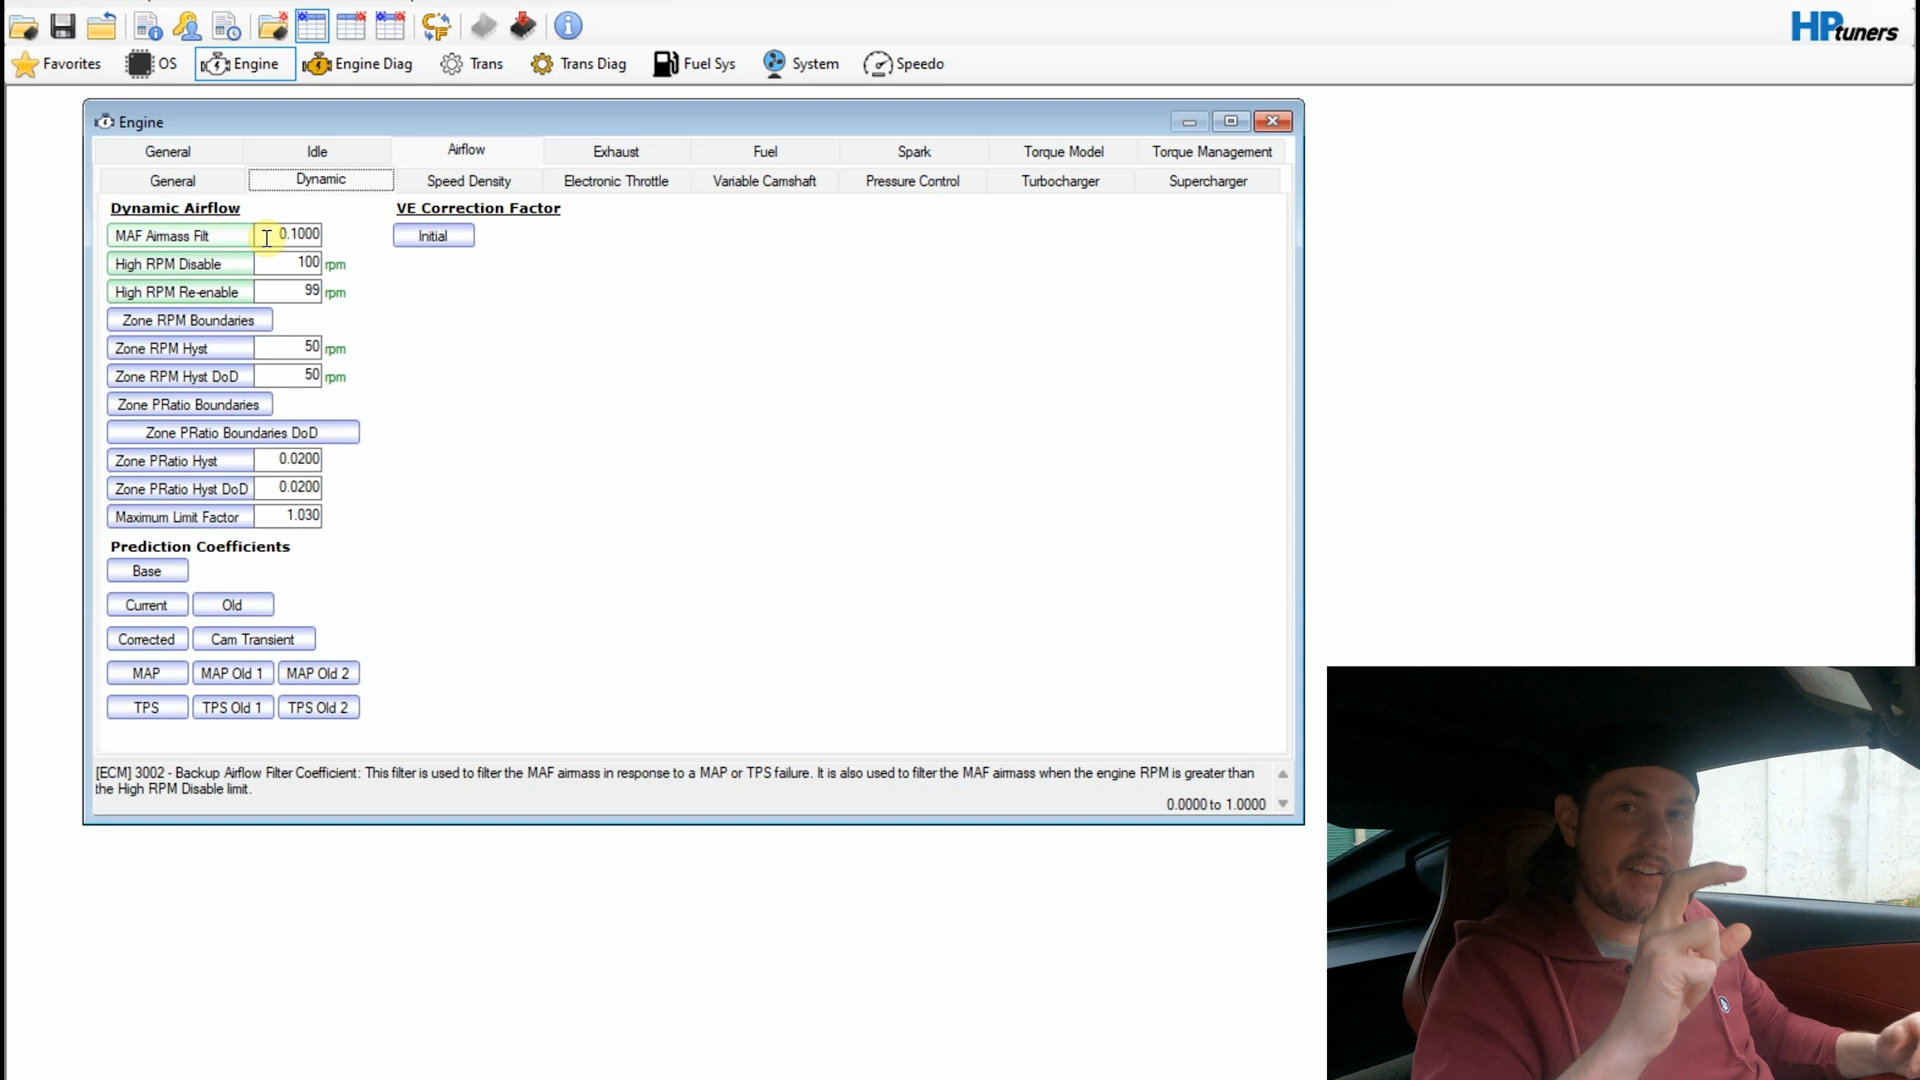 HPtuners
Favorites OS Engine Engine Diag Trans Trans Diag Fuel Sys System Speedo
Engine
General Idle Airflow Exhaust Fuel Spark Torque Model Torque Management
General Dynamic Speed Density Electronic Throttle Variable Camshaft Pressure Control Turbocharger Supercharger
Dynamic Airflow VE Correction Factor
MAF Airmass Filt 0.1000 Initial
High RPM Disable 100 rpm
High RPM Re-enable 99 rpm
Zone RPM Boundaries
Zone RPM Hyst 50 rpm
Zone RPM Hyst DoD 50 rpm
Zone PRatio Boundaries
Zone PRatio Boundaries DoD
Zone PRatio Hyst 0.0200
Zone PRatio Hyst DoD 0.0200
Maximum Limit Factor 1.030
Prediction Coefficients
Base
Current Old
Corrected Cam Transient
MAP MAP Old 1 MAP Old 2
TPS TPS Old 1 TPS Old 2
[ECM] 3002 - Backup Airflow Filter Coefficient: This filter is used to filter the MAF airmass in response to a MAP or TPS failure. It is also used to filter the MAF airmass when the engine RPM is greater than
the High RPM Disable limit.
0.0000 to 1.0000